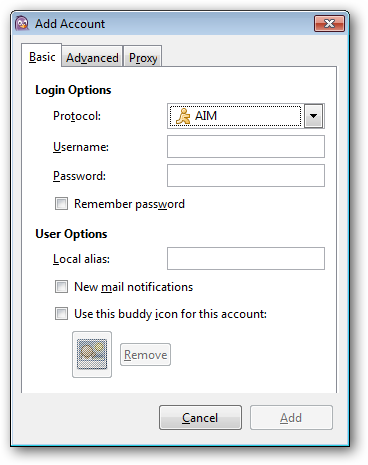 Add Account
Basic Advanced Proxy
Login Options
Protocol: AIM
Username:
Password:
Remember password
User Options
Local alias:
New mail notifications
Use this buddy icon for this account:
Remove
Cancel Add